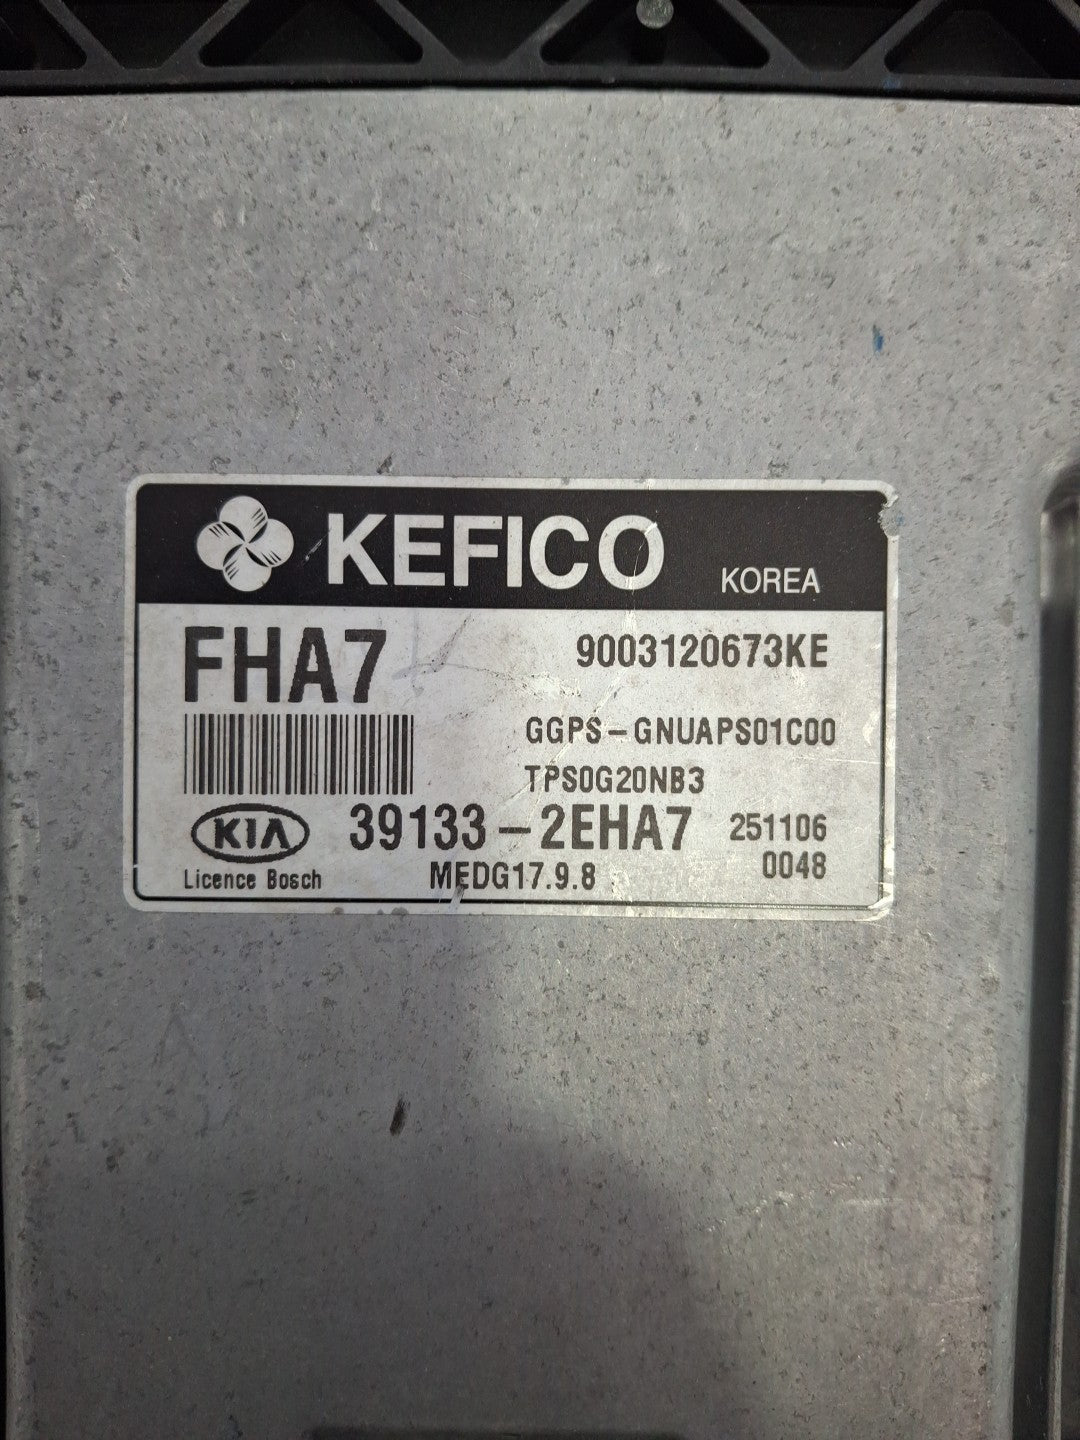 KEFICO KOREA
FHA7 9003120673KE
GGPS-GNUAPS01C00
TPS0G20NB3
KIA 39133-2EHA7 251106
Licence Bosch MEDG17.9.8 0048